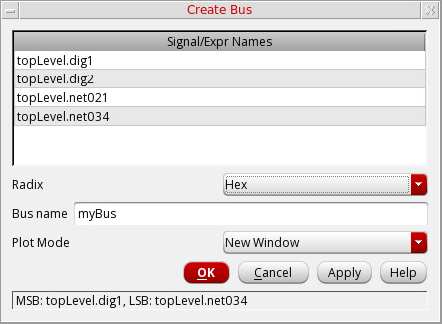 Create Bus
Signal/Expr Names
topLevel.dig1
topLevel.dig2
topLevel.net021
topLevel.net034
Radix Hex
Bus name myBus
Plot Mode New Window
OK Cancel Apply Help
MSB: topLevel.dig1, LSB: topLevel.net034